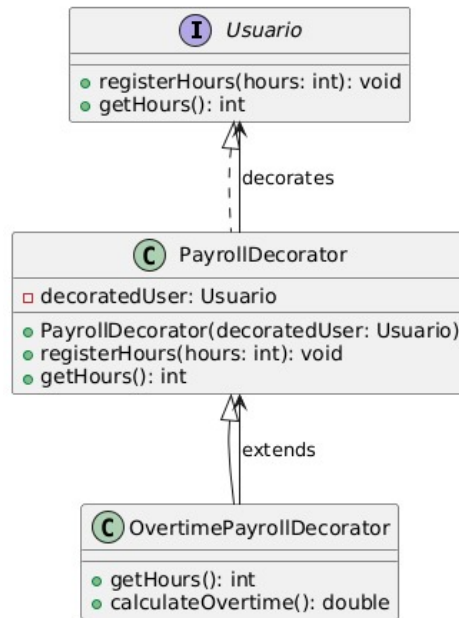 I Usuario
registerHours(hours: int): void
getHours(): int
decorates
C PayrollDecorator
decoratedUser: Usuario
PayrollDecorator(decoratedUser: Usuario)
registerHours(hours: int): void
getHours(): int
extends
C OvertimePayrollDecorator
getHours(): int
calculateOvertime(): double